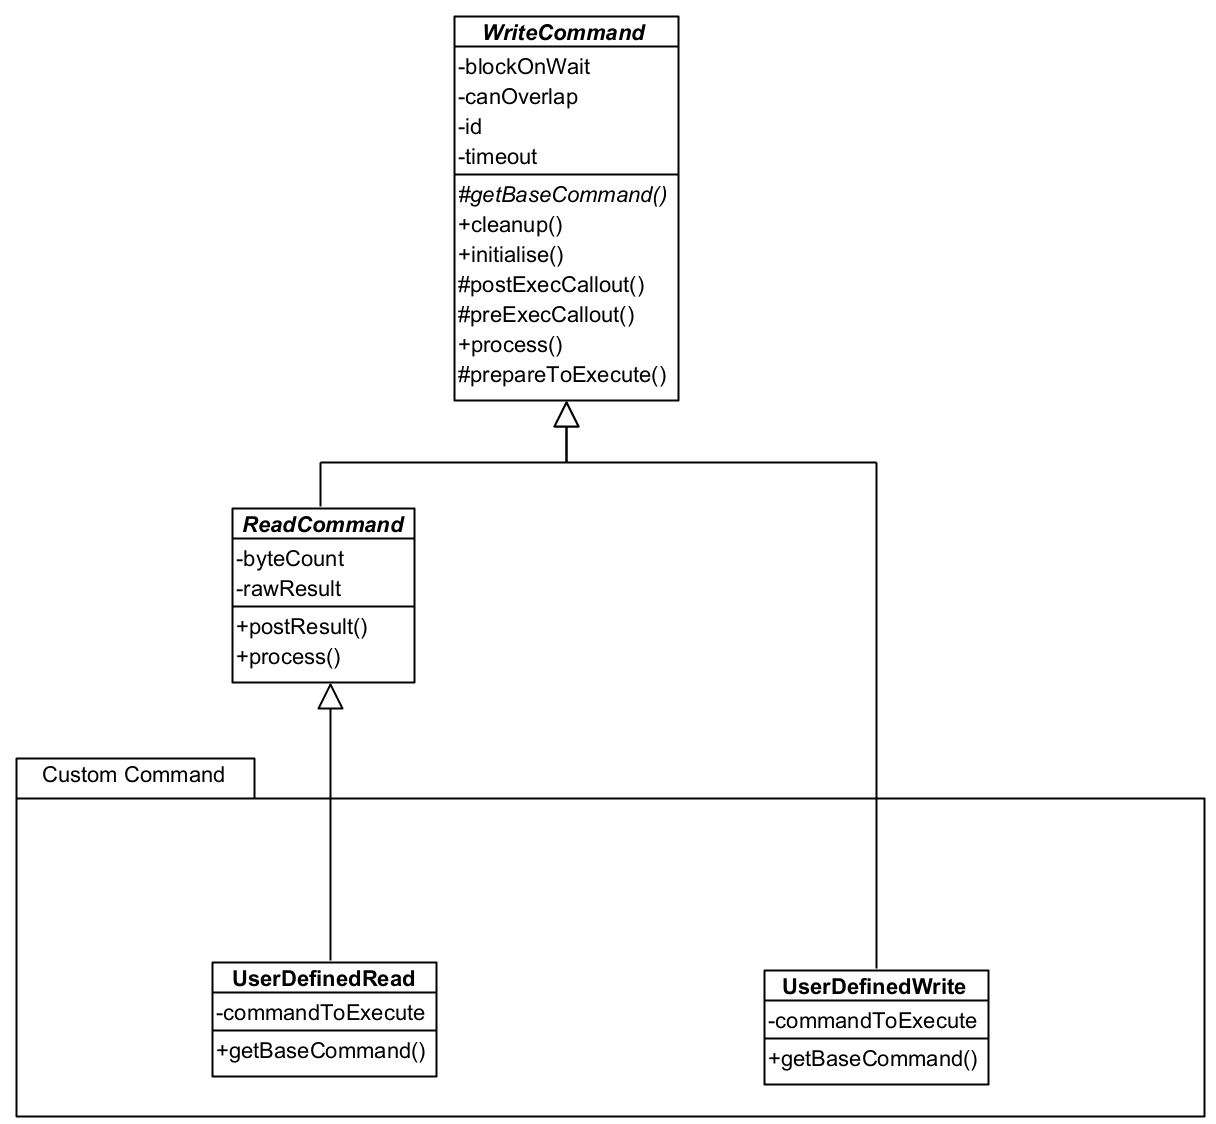 WriteCommand
-blockOnWait
-canOverlap
-id
-timeout
#getBaseCommand()
+cleanup()
+initialise()
#postExecCallout()
#preExecCallout()
+process()
#prepareToExecute()
ReadCommand
-byteCount
-rawResult
+postResult()
+process()
Custom Command
UserDefinedRead
-commandToExecute
+getBaseCommand()
UserDefinedWrite
-commandToExecute
+getBaseCommand()